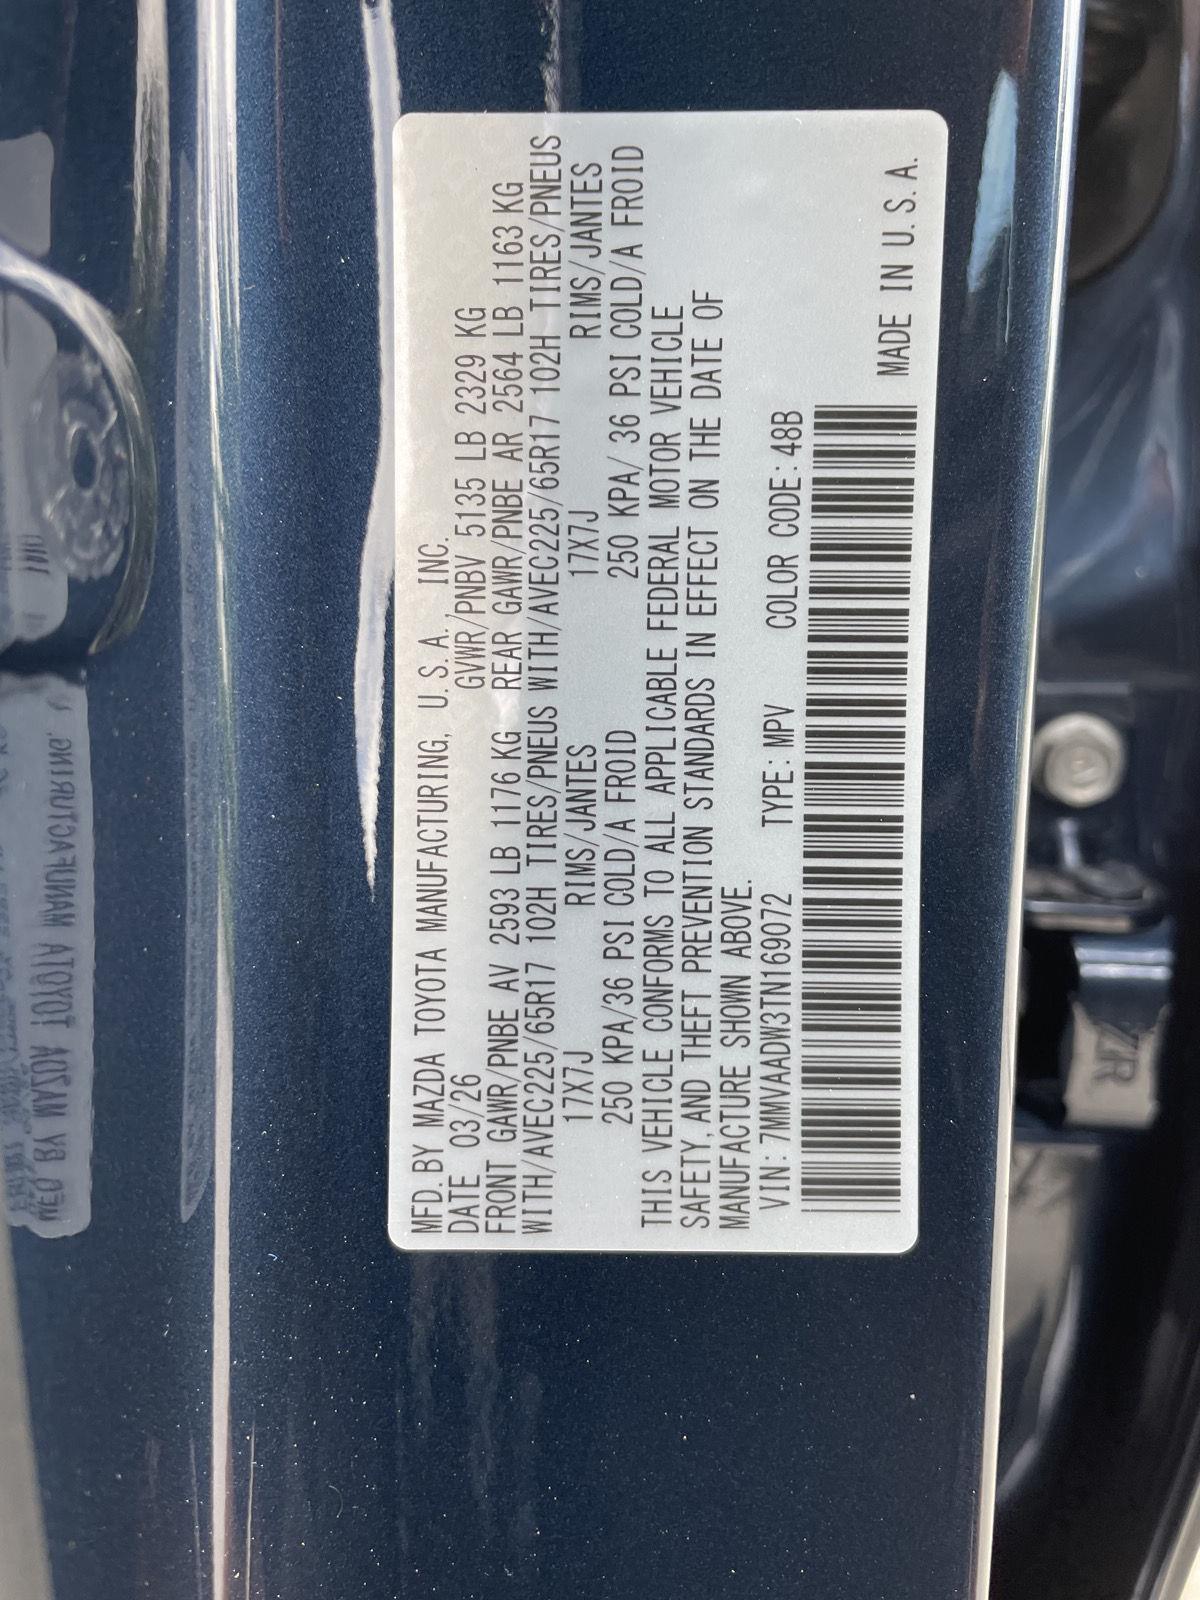 MFD.BY MAZDA TOYOTA MANUFACTURING, U.S.A, INC.
DATE 03/26 GVWR/PNBV 5135 LB 2329 KG
FRONT GAWR/PNBE AV 2593 LB 1176 KG REAR GAWR/PNBE AR 2564 LB 1163 KG
WITH/AVEC225/65R17 102H TIRES/PNEUS WITH/AVEC225/65R17 102H TIRES/PNEUS
17X7J RIMS/JANTES 17X7J RIMS/JANTES
250 KPA/36 PSI COLD/A FROID 250 KPA/ 36 PSI COLD/A FROID
THIS VEHICLE CONFORMS TO ALL APPLICABLE FEDERAL MOTOR VEHICLE
SAFETY, AND THEFT PREVENTION STANDARDS IN EFFECT ON THE DATE OF
MANUFACTURE SHOWN ABOVE.
VIN: 7MMVAADW3TN169072 TYPE: MPV COLOR CODE: 48B
MADE IN U.S.A.
ZR